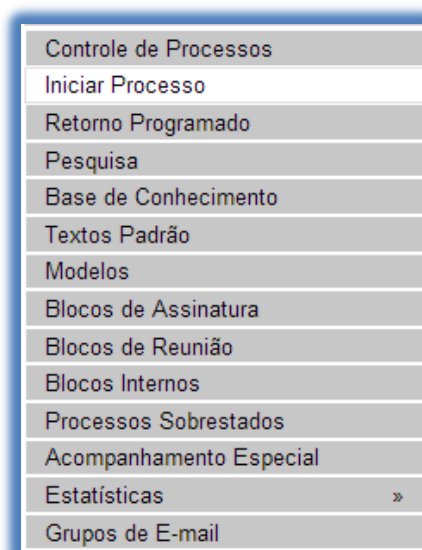 Controle de Processos
Iniciar Processo
Retorno Programado
Pesquisa
Base de Conhecimento
Textos Padrão
Modelos
Blocos de Assinatura
Blocos de Reunião
Blocos Internos
Processos Sobrestados
Acompanhamento Especial
Estatísticas »
Grupos de E-mail